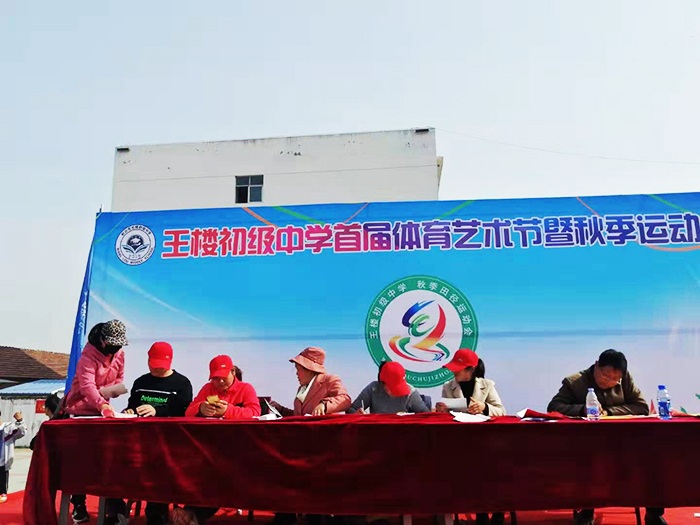 王楼初级中学首届体育艺术节暨秋季运动
王楼初级中学 秋季田径运动会
UCHUJIZHO
Determined